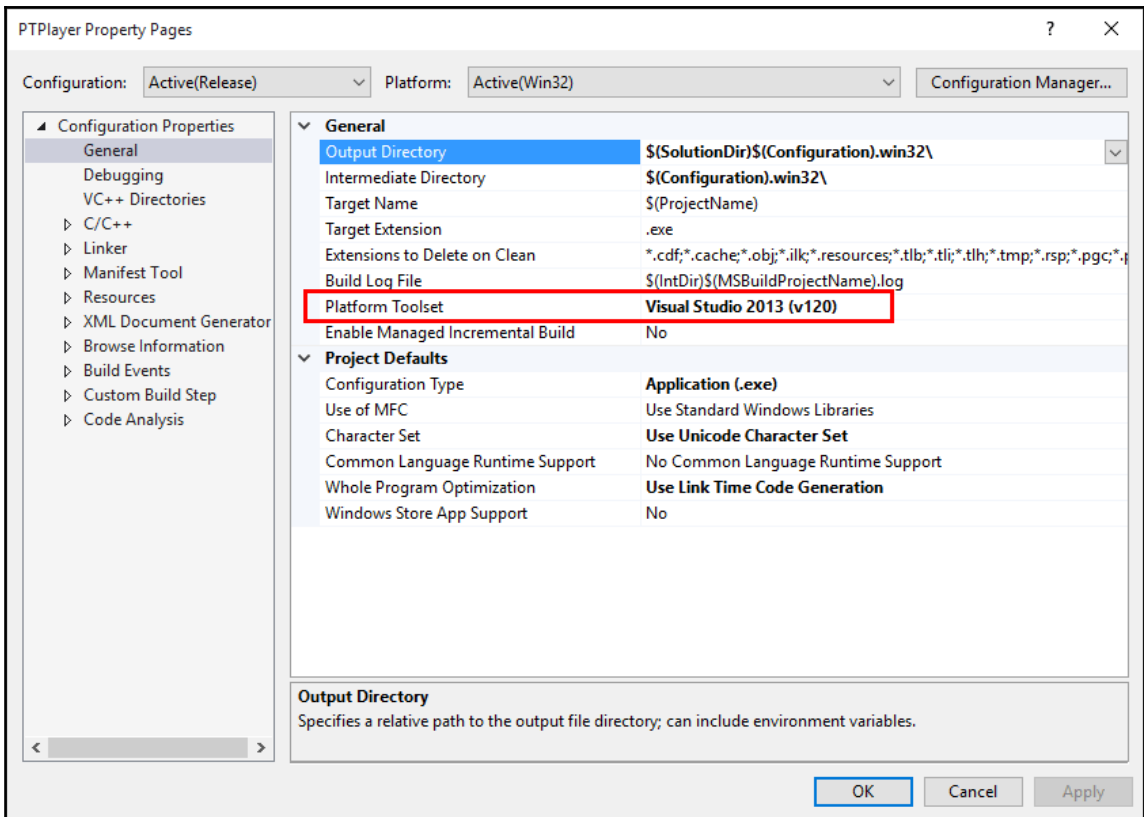 PTPlayer Property Pages ? ×
Configuration: Active(Release) Platform: Active(Win32) Configuration Manager...
Configuration Properties
General
Debugging
VC++ Directories
C/C++
Linker
Manifest Tool
Resources
XML Document Generator
Browse Information
Build Events
Custom Build Step
Code Analysis
General
Output Directory $(SolutionDir)$(Configuration).win32\
Intermediate Directory $(Configuration).win32\
Target Name $(ProjectName)
Target Extension .exe
Extensions to Delete on Clean *.cdf;*.cache;*.obj;*.ilk;*.resources;*.tlb;*.tli;*.tlh;*.tmp;*.rsp;*.pgc;*.p
Build Log File $(IntDir)$(MSBuildProjectName).log
Platform Toolset Visual Studio 2013 (v120)
Enable Managed Incremental Build No
Project Defaults
Configuration Type Application (.exe)
Use of MFC Use Standard Windows Libraries
Character Set Use Unicode Character Set
Common Language Runtime Support No Common Language Runtime Support
Whole Program Optimization Use Link Time Code Generation
Windows Store App Support No
Output Directory
Specifies a relative path to the output file directory; can include environment variables.
OK Cancel Apply